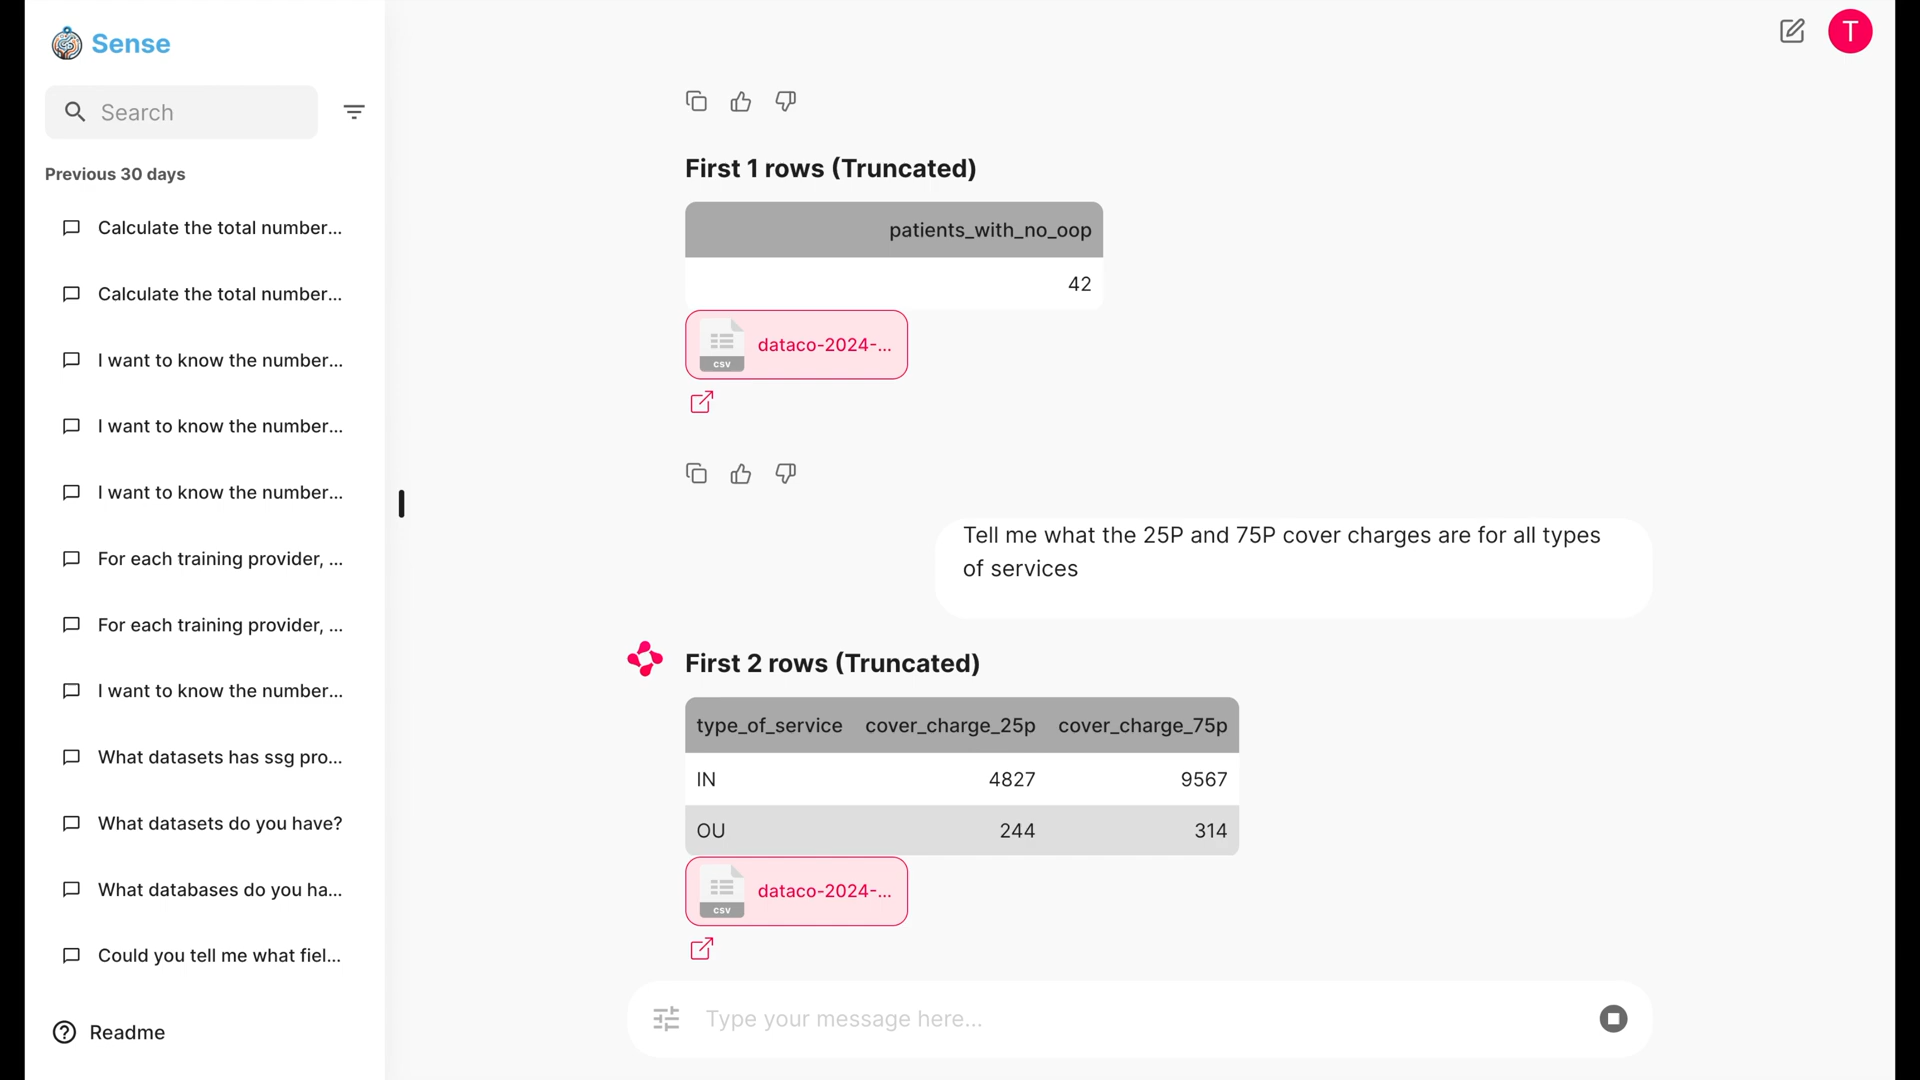 Sense
Search
Previous 30 days
Calculate the total number...
Calculate the total number...
I want to know the number...
I want to know the number...
I want to know the number...
For each training provider, ...
For each training provider, ...
I want to know the number...
What datasets has ssg pro...
What datasets do you have?
What databases do you ha...
Could you tell me what fiel...
Readme
T
First 1 rows (Truncated)
patients_with_no_oop
42
CSV
dataco-2024-...
Tell me what the 25P and 75P cover charges are for all types
of services
First 2 rows (Truncated)
type_of_service cover_charge_25p cover_charge_75p
IN 4827 9567
OU 244 314
CSV
dataco-2024-...
Type your message here...